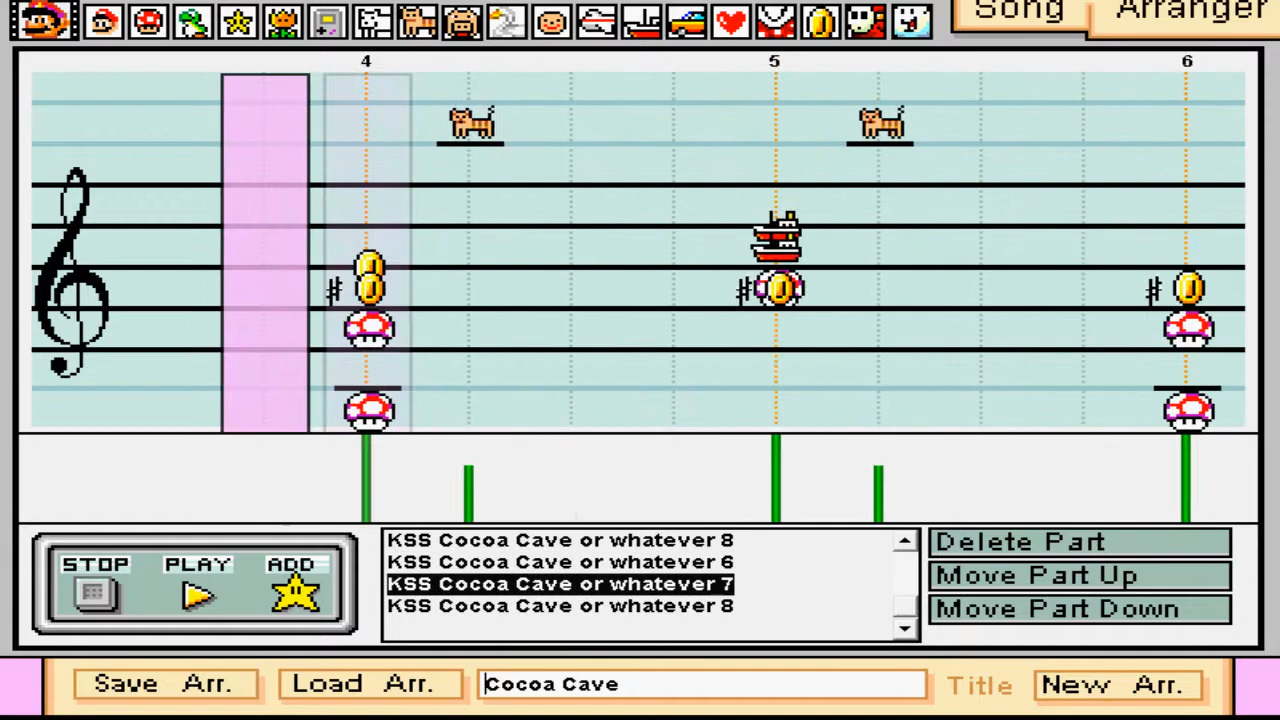 Song Arranger
4 5 6
KSS Cocoa Cave or whatever 8
KSS Cocoa Cave or whatever 6
KSS Cocoa Cave or whatever 7
KSS Cocoa Cave or whatever 8
STOP PLAY ADD
Delete Part
Move Part Up
Move Part Down
Save Arr. Load Arr. Cocoa Cave Title New Arr.